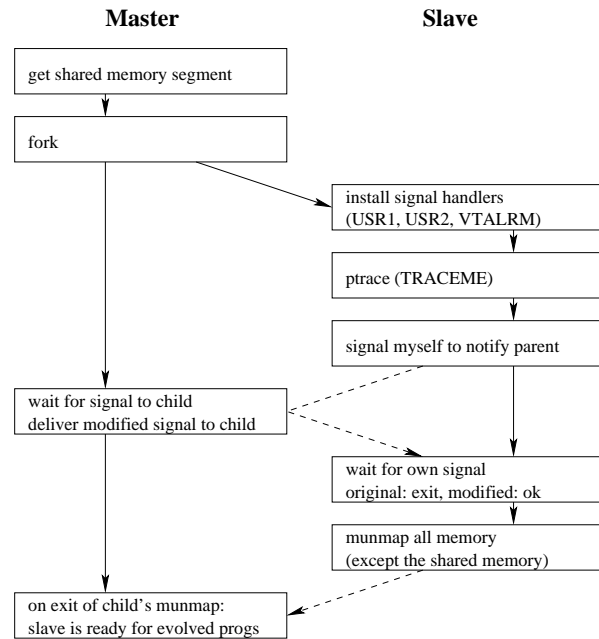 Master
Slave
get shared memory segment
fork
install signal handlers
(USR1, USR2, VTALRM)
ptrace (TRACEME)
signal myself to notify parent
wait for signal to child
deliver modified signal to child
wait for own signal
original: exit, modified: ok
munmap all memory
(except the shared memory)
on exit of child's munmap:
slave is ready for evolved progs